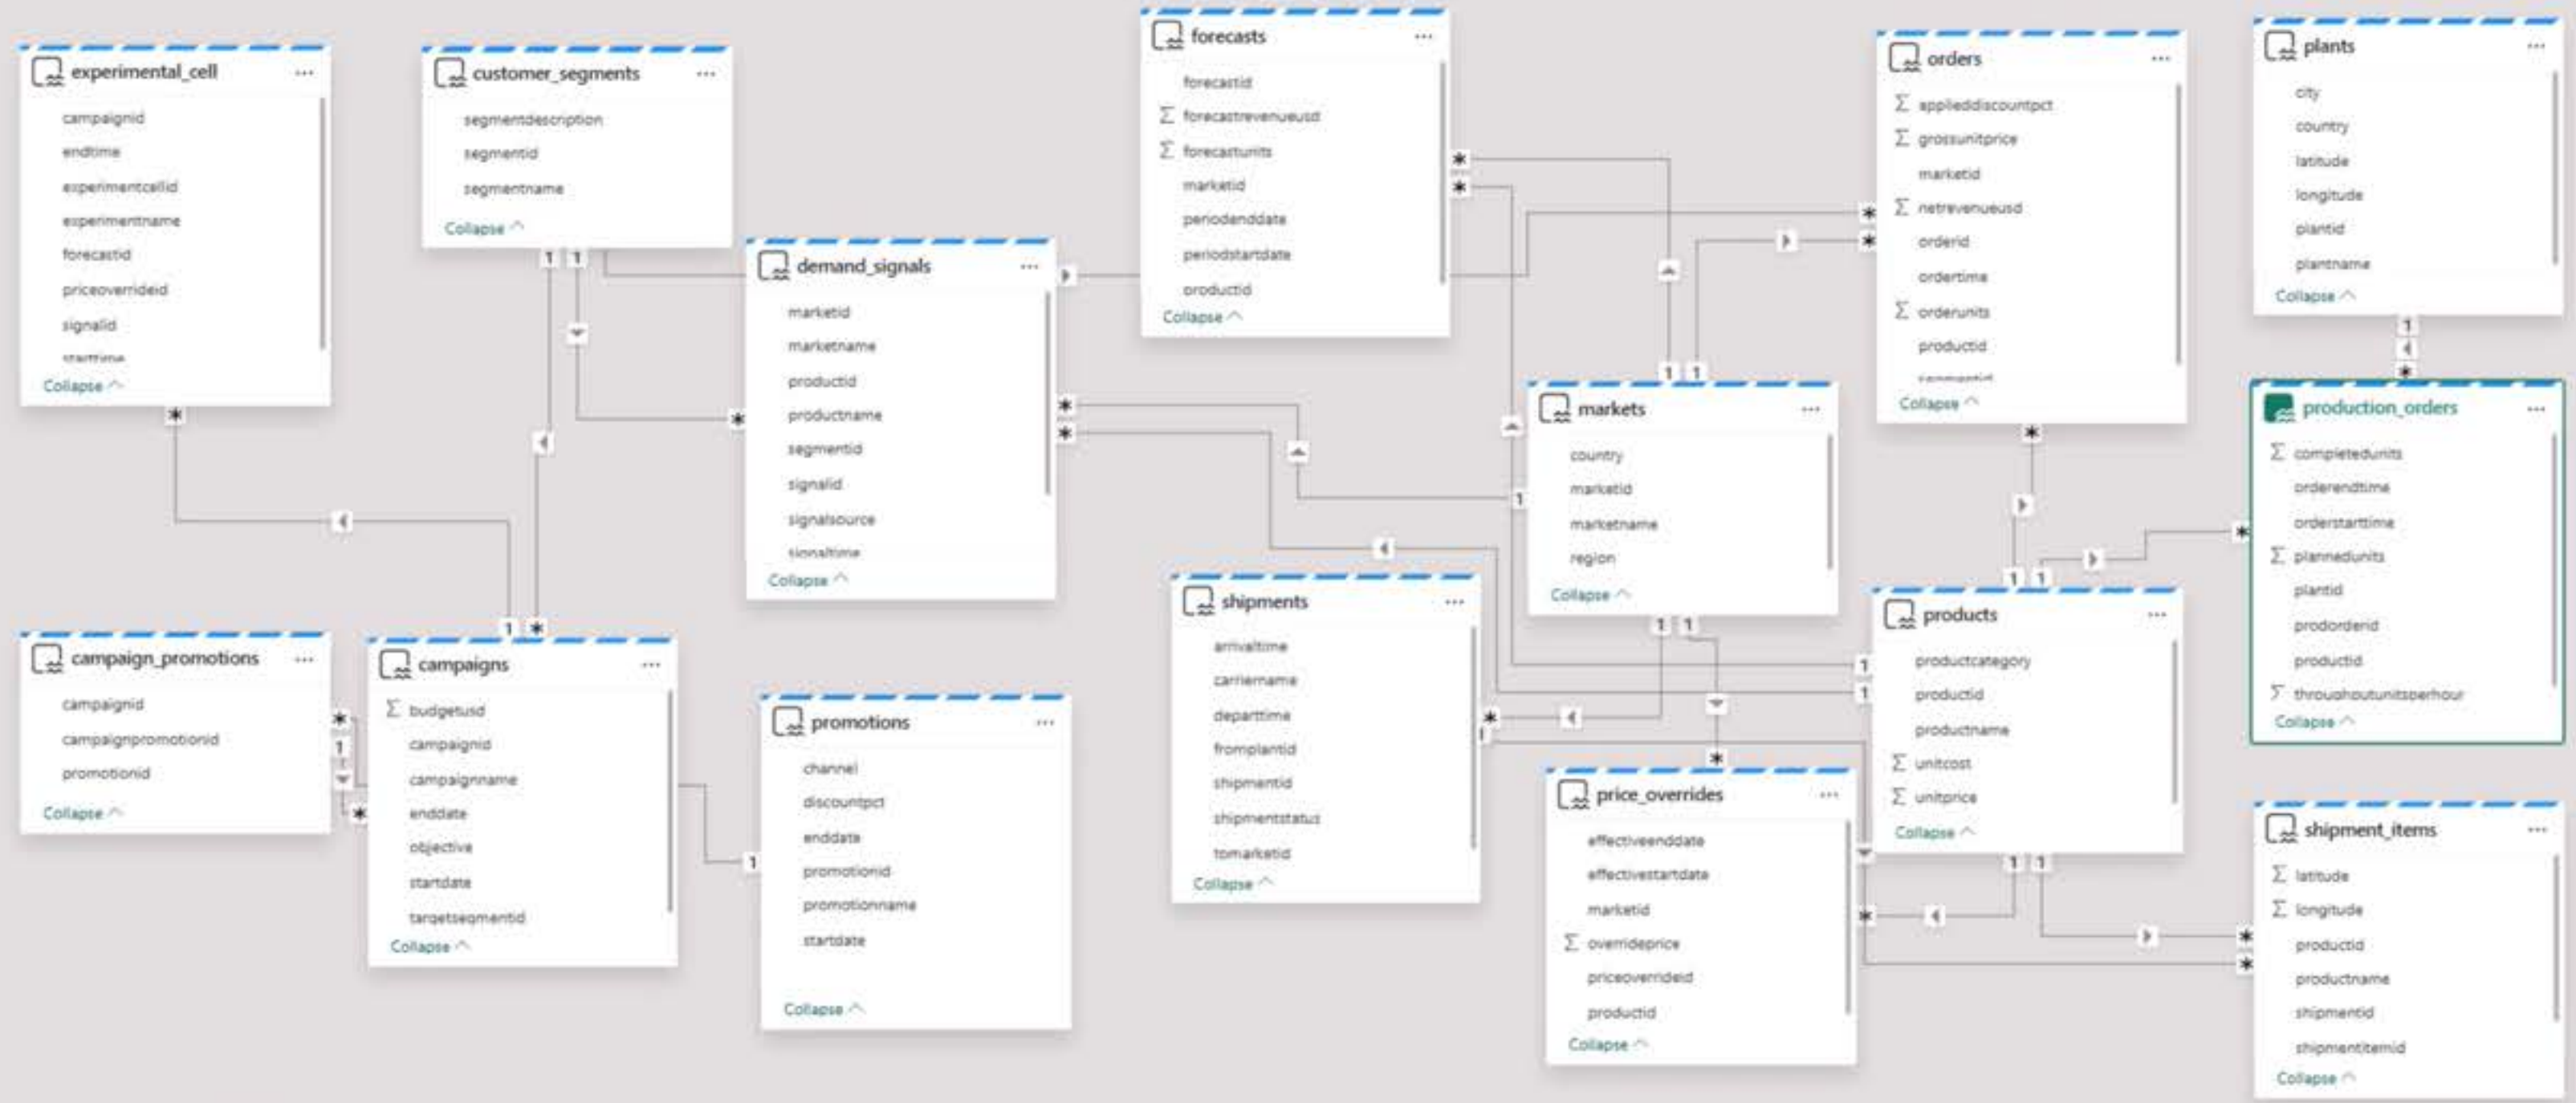 experimental_cell
campaignid
endtime
experimentcellid
experimentname
forecastid
priceoverrideid
signalid
starttime
Collapse
customer_segments
segmentdescription
segmentid
segmentname
Collapse
demand_signals
marketid
marketname
productid
productname
segmentid
signalid
signalsource
signaltime
Collapse
forecasts
forecastid
Σ forecastrevenueusd
Σ forecastunits
marketid
periodenddate
periodstartdate
productid
Collapse
orders
Σ applieddiscountpct
Σ grossunitprice
marketid
Σ netrevenueusd
orderid
ordertime
Σ orderunits
productid
segmentid
Collapse
plants
city
country
latitude
longitude
plantid
plantname
Collapse
markets
country
marketid
marketname
region
Collapse
production_orders
Σ completedunits
orderendtime
orderstarttime
Σ plannedunits
plantid
prodorderid
productid
Σ throughputunitsperhour
Collapse
campaign_promotions
campaignid
campaignpromotionid
promotionid
Collapse
campaigns
Σ budgetusd
campaignid
campaignname
enddate
objective
startdate
targetsegmentid
Collapse
promotions
channel
discountpct
enddate
promotionid
promotionname
startdate
Collapse
shipments
arrivaltime
carriername
departtime
fromplantid
shipmentid
shipmentstatus
tomarketid
Collapse
price_overrides
effectiveenddate
effectivestartdate
marketid
Σ overrideprice
priceoverrideid
productid
Collapse
products
productcategory
productid
productname
Σ unitcost
Σ unitprice
Collapse
shipment_items
Σ latitude
Σ longitude
productid
productname
shipmentid
shipmentitemid
Collapse